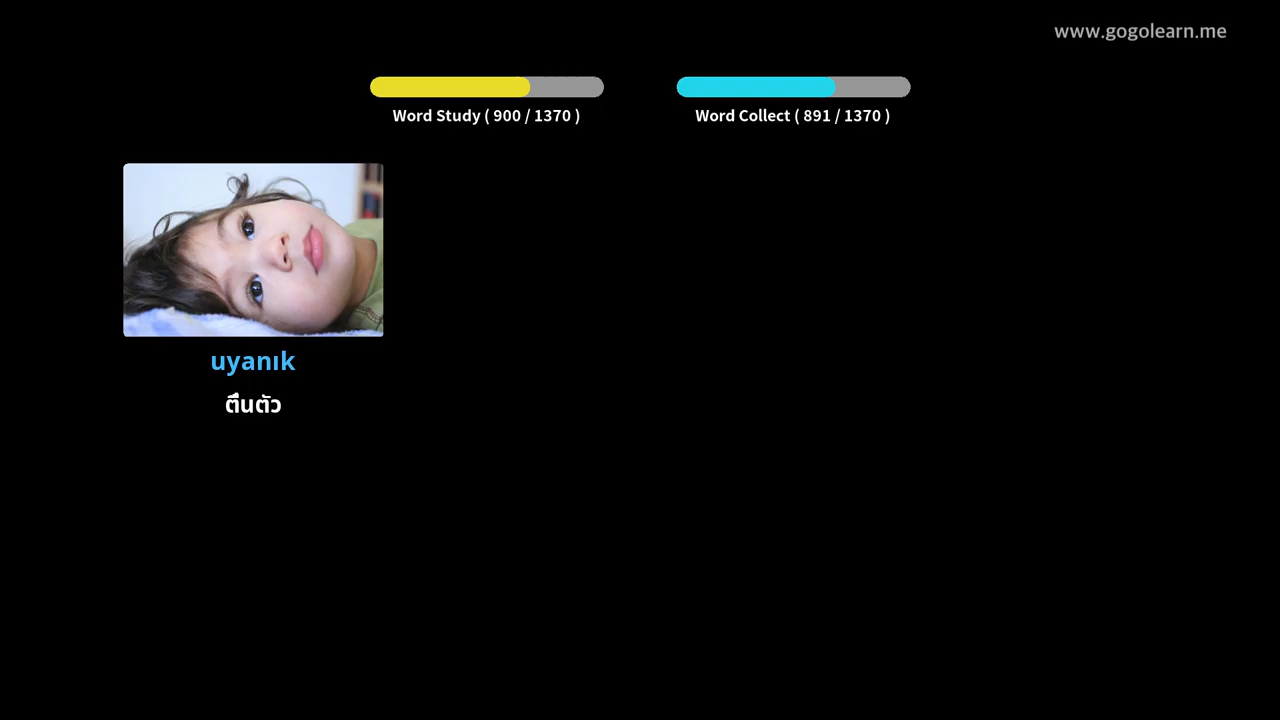 www.gogolearn.me
Word Study ( 900 / 1370 )
Word Collect ( 891 / 1370 )
uyanık
ตื่นตัว